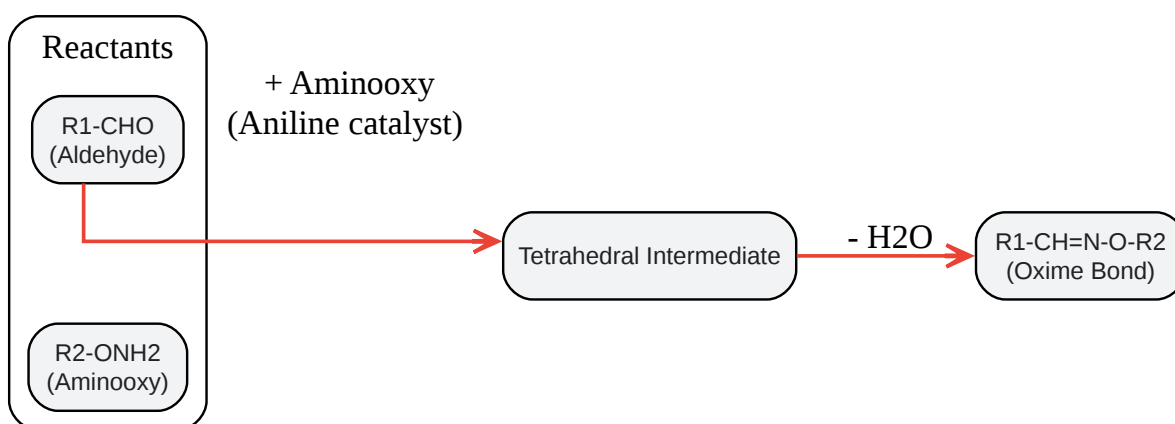 Reactants
+ Aminooxy
(Aniline catalyst)
R1-CHO
(Aldehyde)
Tetrahedral Intermediate
- H2O
R1-CH=N-O-R2
(Oxime Bond)
R2-ONH2
(Aminooxy)